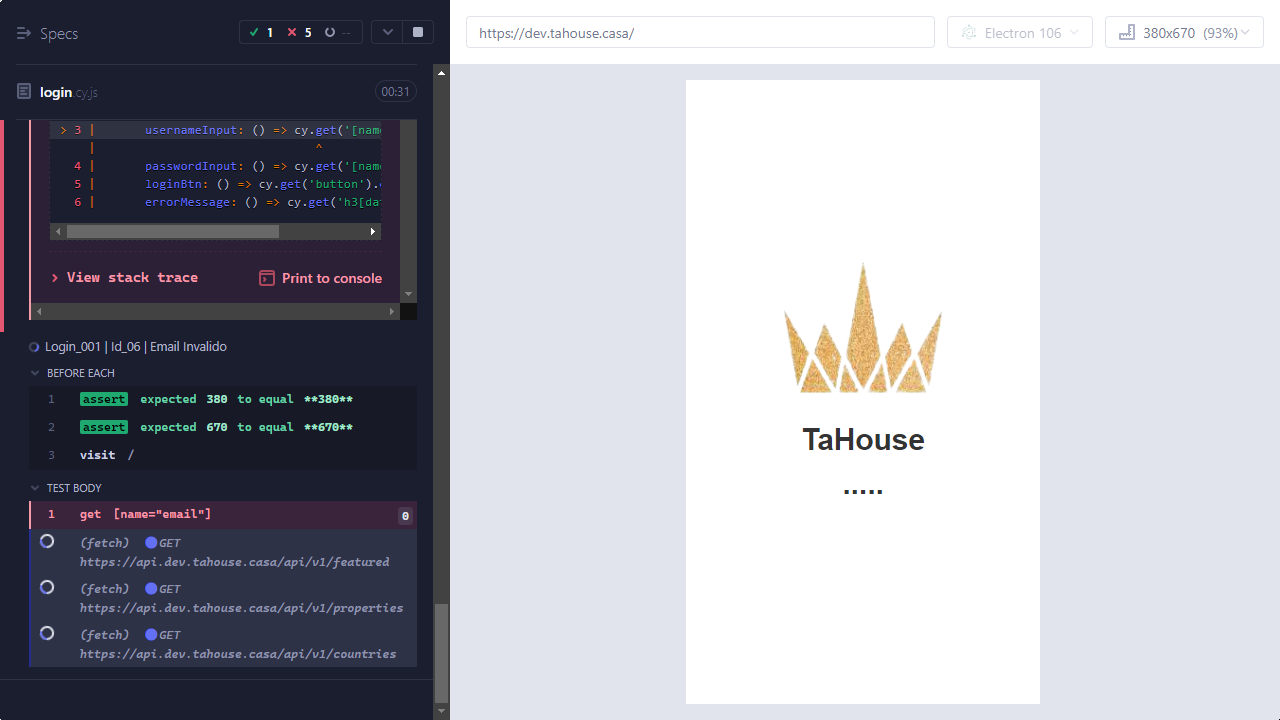 Specs
1 5 --
login.cy.js 00:31
> 3 | usernameInput: () => cy.get('[name
| ^
4 | passwordInput: () => cy.get('[name
5 | loginBtn: () => cy.get('button').
6 | errorMessage: () => cy.get('h3[da
View stack trace
Print to console
Login_001 | Id_06 | Email Invalido
BEFORE EACH
1 assert expected 380 to equal **380**
2 assert expected 670 to equal **670**
3 visit /
TEST BODY
1 get [name="email"] 0
(fetch) GET
https://api.dev.tahouse.casa/api/v1/featured
(fetch) GET
https://api.dev.tahouse.casa/api/v1/properties
(fetch) GET
https://api.dev.tahouse.casa/api/v1/countries
https://dev.tahouse.casa/
Electron 106
380x670 (93%)
TaHouse
.....